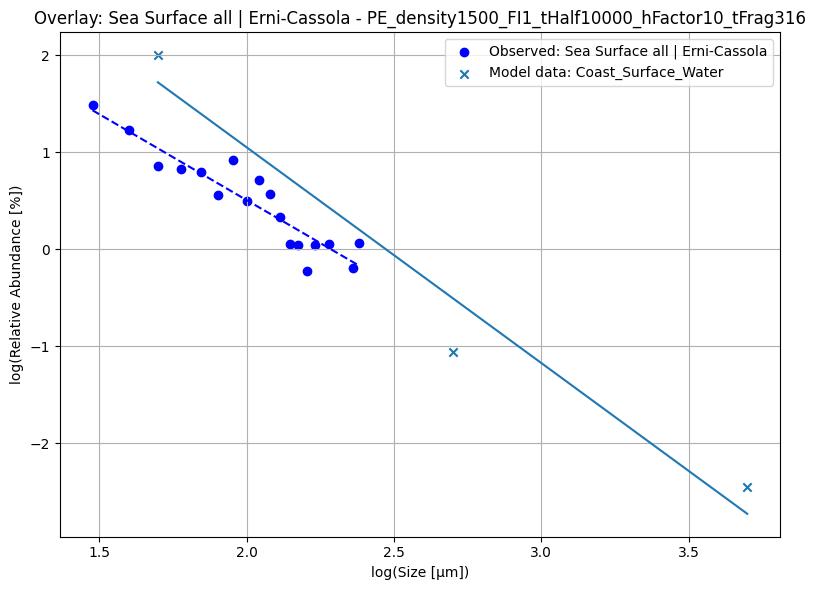 Overlay: Sea Surface all | Erni-Cassola - PE_density1500_FI1_tHalf10000_hFactor10_tFrag316
Observed: Sea Surface all | Erni-Cassola
Model data: Coast_Surface_Water
log(Relative Abundance [%])
2
1
0
−1
−2
1.5 2.0 2.5 3.0 3.5
log(Size [μm])